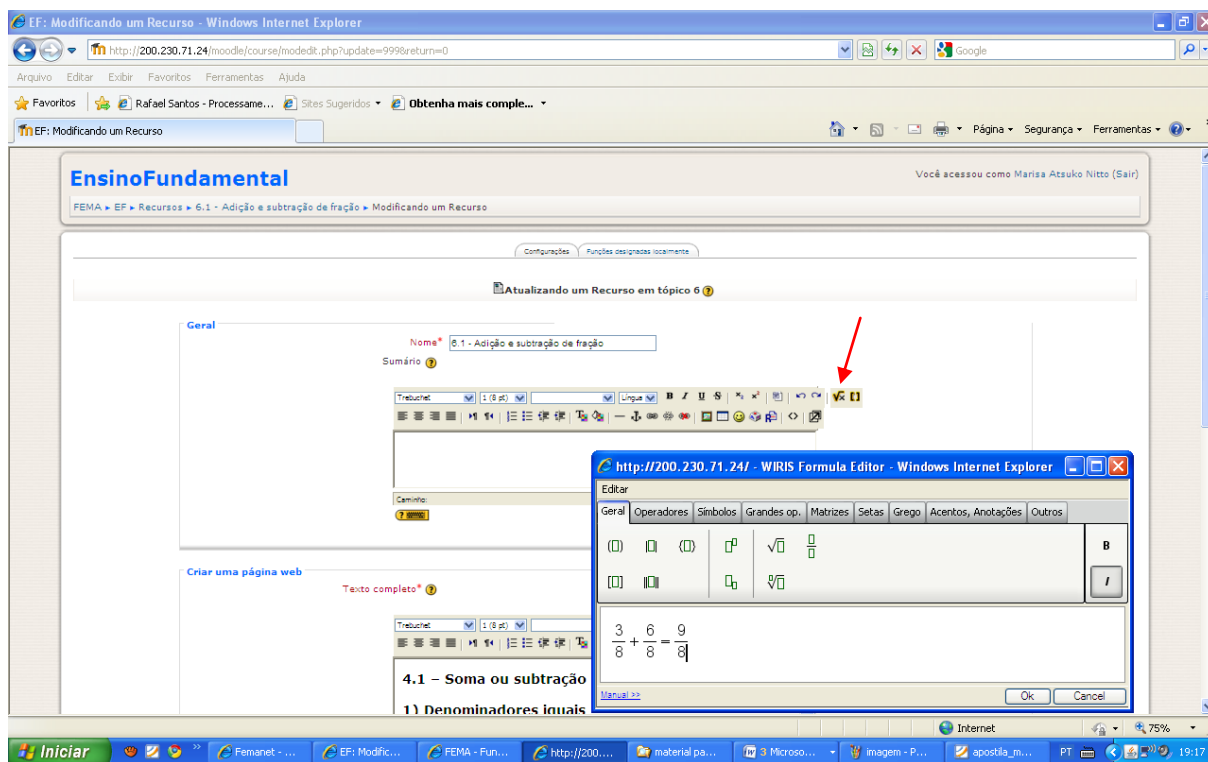 EF: Modificando um Recurso - Windows Internet Explorer
http://200.230.71.24/moodle/course/modedit.php?update=999&return=0
Google
Arquivo Editar Exibir Favoritos Ferramentas Ajuda
Favoritos Rafael Santos - Processame... Sites Sugeridos Obtenha mais comple...
EF: Modificando um Recurso Página Segurança Ferramentas
EnsinoFundamental
Você acessou como Marisa Atsuko Nitto (Sair)
FEMA ► EF ► Recursos ► 6.1 - Adição e subtração de fração ► Modificando um Recurso
Configurações Funções designadas localmente
Atualizando um Recurso em tópico 6
Geral
Nome* 6.1 - Adição e subtração de fração
Sumário
Trebuchet 1 (8 pt) Língua B I U S
Caminho:
http://200.230.71.24/ - WIRIS Formula Editor - Windows Internet Explorer
Editar
Geral Operadores Símbolos Grandes op. Matrizes Setas Grego Acentos, Anotações Outros
B
I
3/8 + 6/8 = 9/8
Manual >>
Ok Cancel
Criar uma página web
Texto completo*
Trebuchet 1 (8 pt)
4.1 – Soma ou subtração
1) Denominadores iguais
Internet 75%
Iniciar Femanet - ... EF: Modific... FEMA - Fun... http://200.... material pa... 3 Microso... imagem - P... apostila_m... PT 19:17